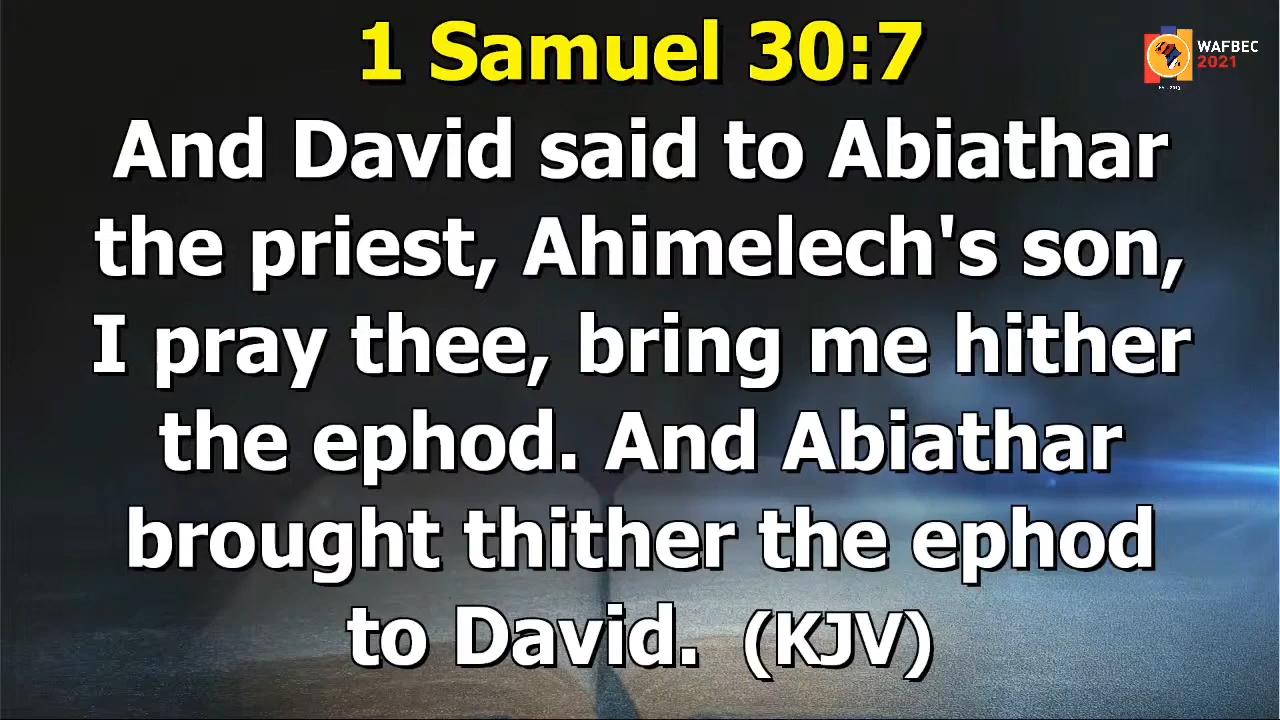 1 Samuel 30:7
WAFBEC
2021
And David said to Abiathar
the priest, Ahimelech's son,
I pray thee, bring me hither
the ephod. And Abiathar
brought thither the ephod
to David. (KJV)